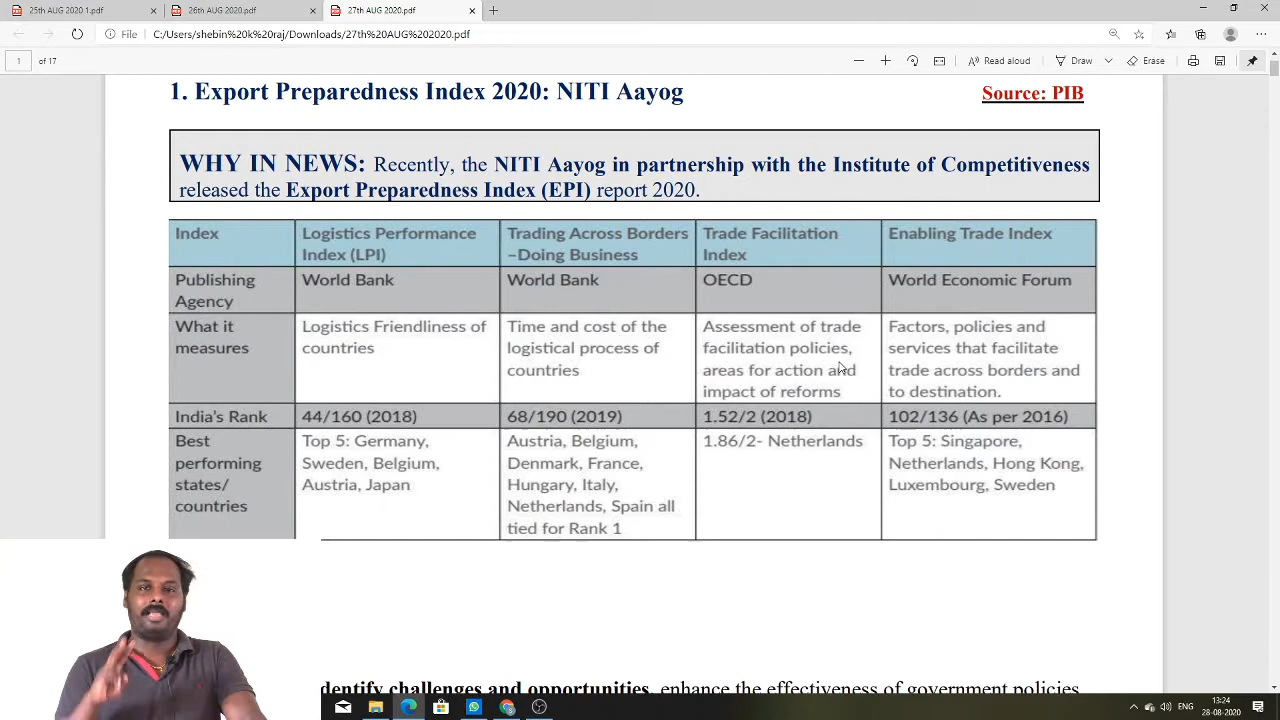 25th AUG 2020 1.pdf
26th AUG 2020.pdf
27th AUG 2020.pdf
File
C:/Users/shebin%20k%20raj/Downloads/27th%20AUG%202020.pdf
1 of 17
Read aloud
Draw
Erase
1. Export Preparedness Index 2020: NITI Aayog
Source: PIB
WHY IN NEWS: Recently, the NITI Aayog in partnership with the Institute of Competitiveness
released the Export Preparedness Index (EPI) report 2020.
Index
Logistics Performance
Index (LPI)
Trading Across Borders
–Doing Business
Trade Facilitation
Index
Enabling Trade Index
Publishing
Agency
World Bank
World Bank
OECD
World Economic Forum
What it
measures
Logistics Friendliness of
countries
Time and cost of the
logistical process of
countries
Assessment of trade
facilitation policies,
areas for action and
impact of reforms
Factors, policies and
services that facilitate
trade across borders and
to destination.
India's Rank
44/160 (2018)
68/190 (2019)
1.52/2 (2018)
102/136 (As per 2016)
Best
performing
states/
countries
Top 5: Germany,
Sweden, Belgium,
Austria, Japan
Austria, Belgium,
Denmark, France,
Hungary, Italy,
Netherlands, Spain all
tied for Rank 1
1.86/2- Netherlands
Top 5: Singapore,
Netherlands, Hong Kong,
Luxembourg, Sweden
dentify challenges and opportunities, enhance the effectiveness of government policies
ENG
13:24
28-08-2020